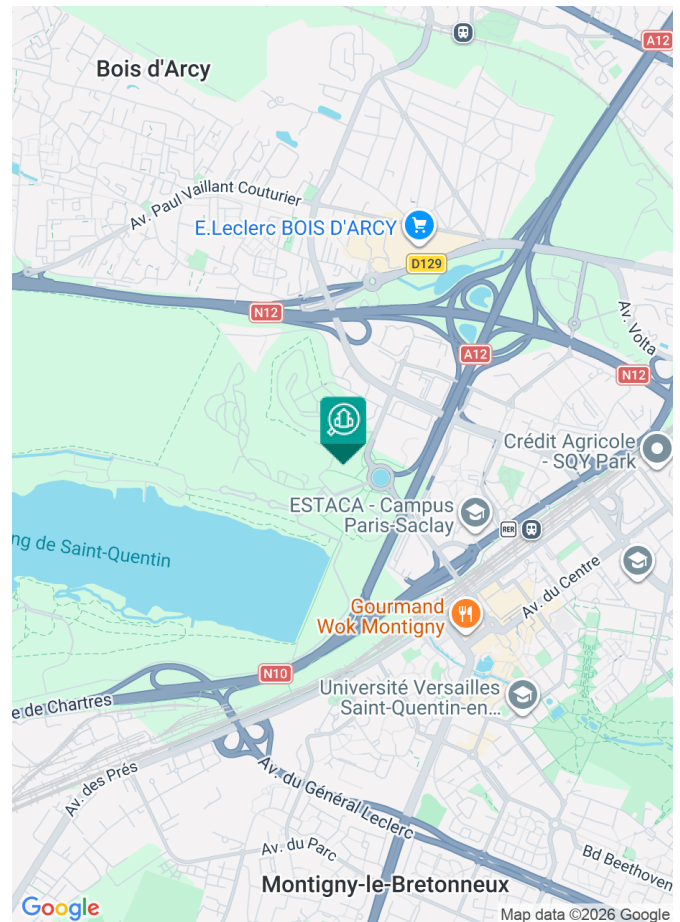 A12
Bois d'Arcy
Av. Paul Vaillant Couturier
E.Leclerc BOIS D'ARCY
D129
N12
Av. Volta
A12
N12
Crédit Agricole
- SQY Park
ESTACA - Campus
Paris-Saclay
RER
ng de Saint-Quentin
Av. du Centre
Gourmand
Wok Montigny
N10
Université Versailles
Saint-Quentin-en...
e de Chartres
Av. des Prés
Av. du Général Leclerc
Av. du Parc
Bd Beethoven
Montigny-le-Bretonneux
Google
Map data ©2026 Google